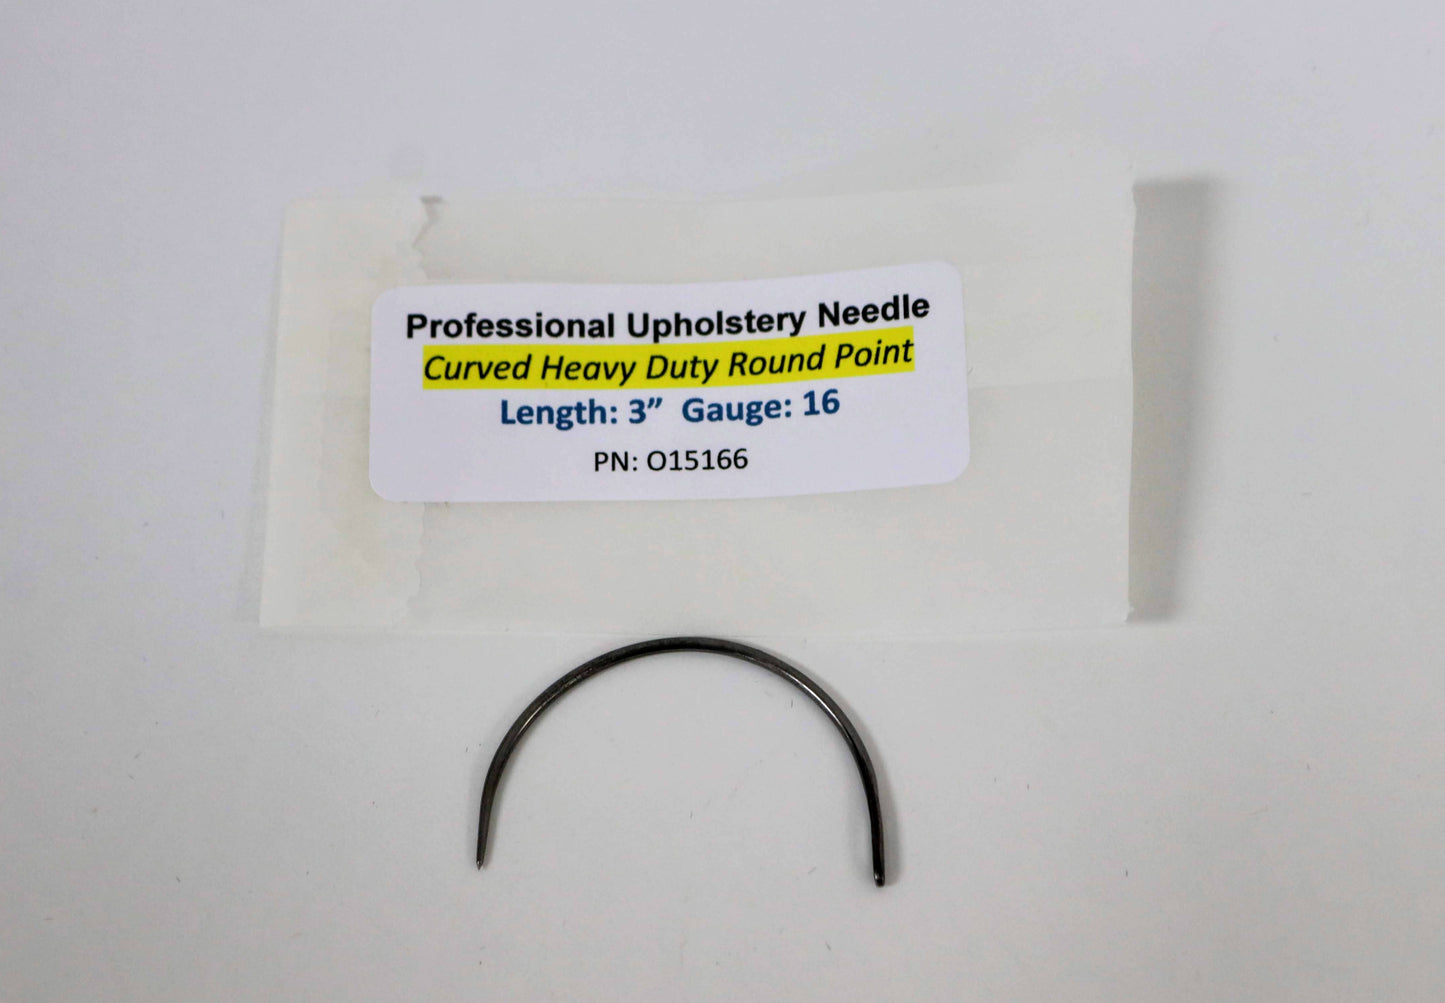 Professional Upholstery Needle
Curved Heavy Duty Round Point
Length: 3” Gauge: 16
PN: O15166